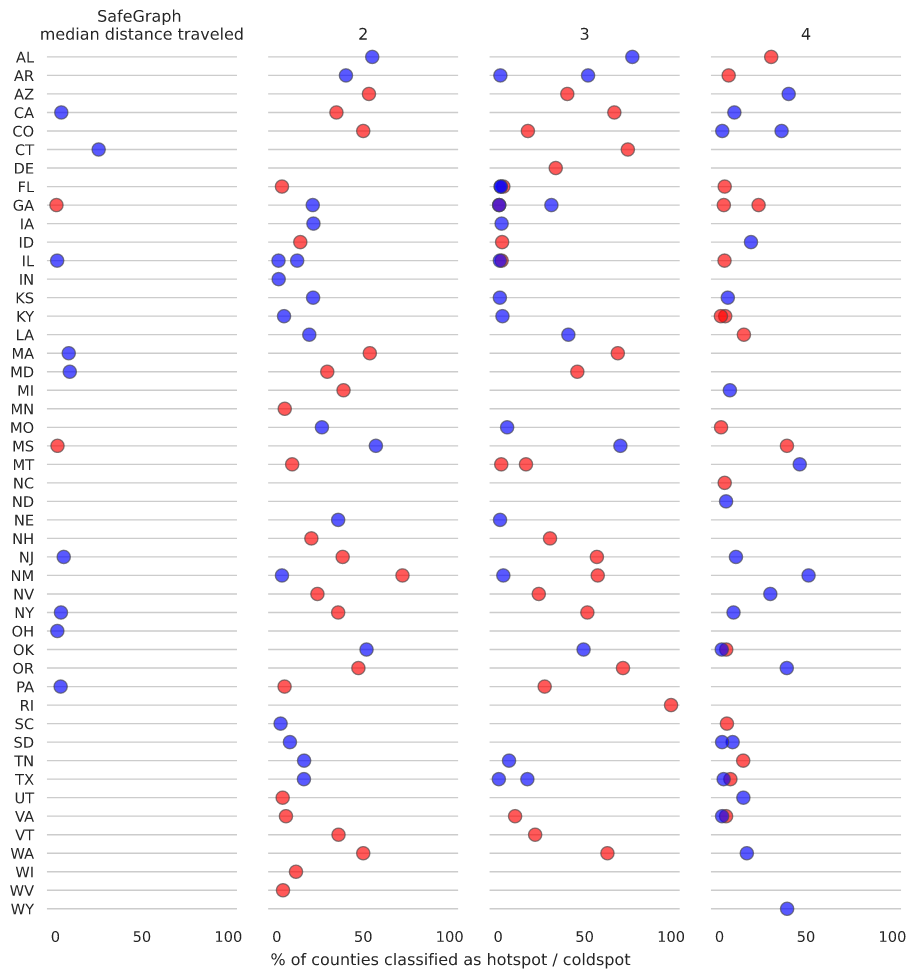 SafeGraph
median distance traveled
2
3
4
AL
AR
AZ
CA
CO
CT
DE
FL
GA
IA
ID
IL
IN
KS
KY
LA
MA
MD
MI
MN
MO
MS
MT
NC
ND
NE
NH
NJ
NM
NV
NY
OH
OK
OR
PA
RI
SC
SD
TN
TX
UT
VA
VT
WA
WI
WV
WY
0 50 100 0 50 100 0 50 100 0 50 100
% of counties classified as hotspot / coldspot